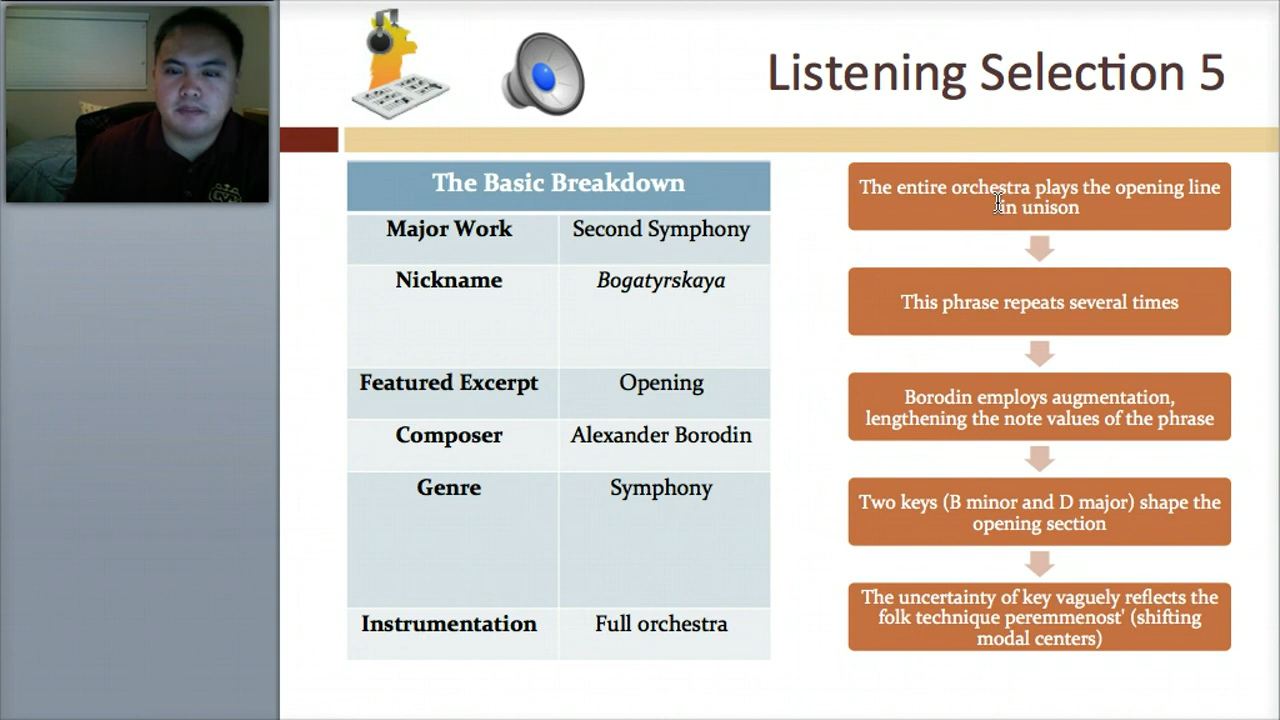 Listening Selection 5
The Basic Breakdown
Major Work Second Symphony
Nickname Bogatyrskaya
Featured Excerpt Opening
Composer Alexander Borodin
Genre Symphony
Instrumentation Full orchestra
The entire orchestra plays the opening line
in unison
This phrase repeats several times
Borodin employs augmentation,
lengthening the note values of the phrase
Two keys (B minor and D major) shape the
opening section
The uncertainty of key vaguely reflects the
folk technique peremmenost' (shifting
modal centers)